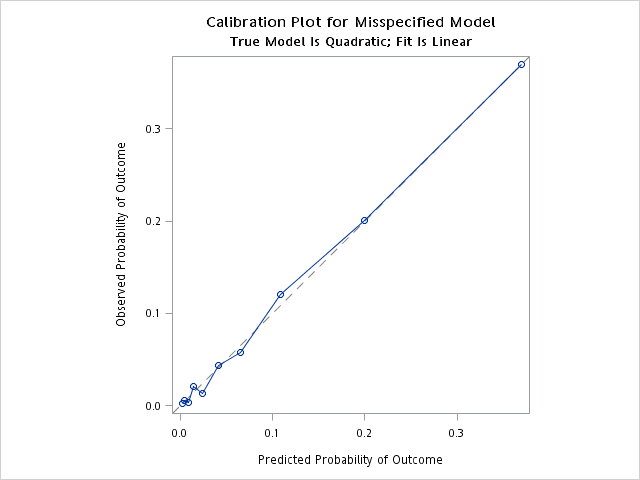 Calibration Plot for Misspecified Model
True Model Is Quadratic; Fit Is Linear
Observed Probability of Outcome
0.3
0.2
0.1
0.0
0.0 0.1 0.2 0.3
Predicted Probability of Outcome